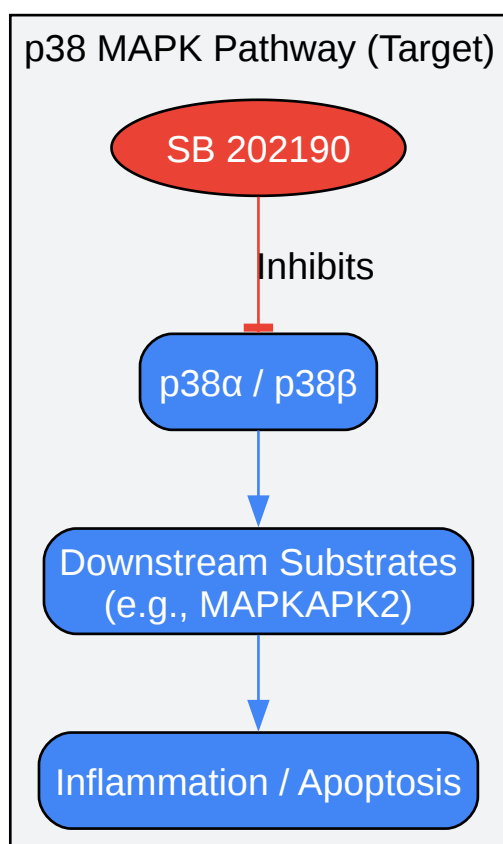 p38 MAPK Pathway (Target)
SB 202190
Inhibits
p38α / p38β
Downstream Substrates
(e.g., MAPKAPK2)
Inflammation / Apoptosis